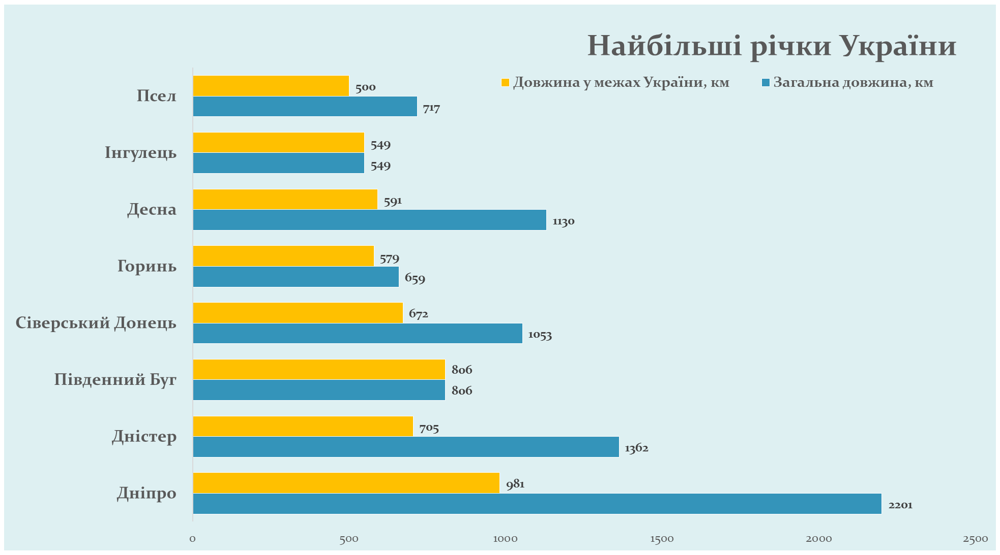 Найбільші річки України
Довжина у межах України, км
Загальна довжина, км
Псел
500
717
Інгулець
549
549
Десна
591
1130
Горинь
579
659
Сіверський Донець
672
1053
Південний Буг
806
806
Дністер
705
1362
Дніпро
981
2201
0 500 1000 1500 2000 2500